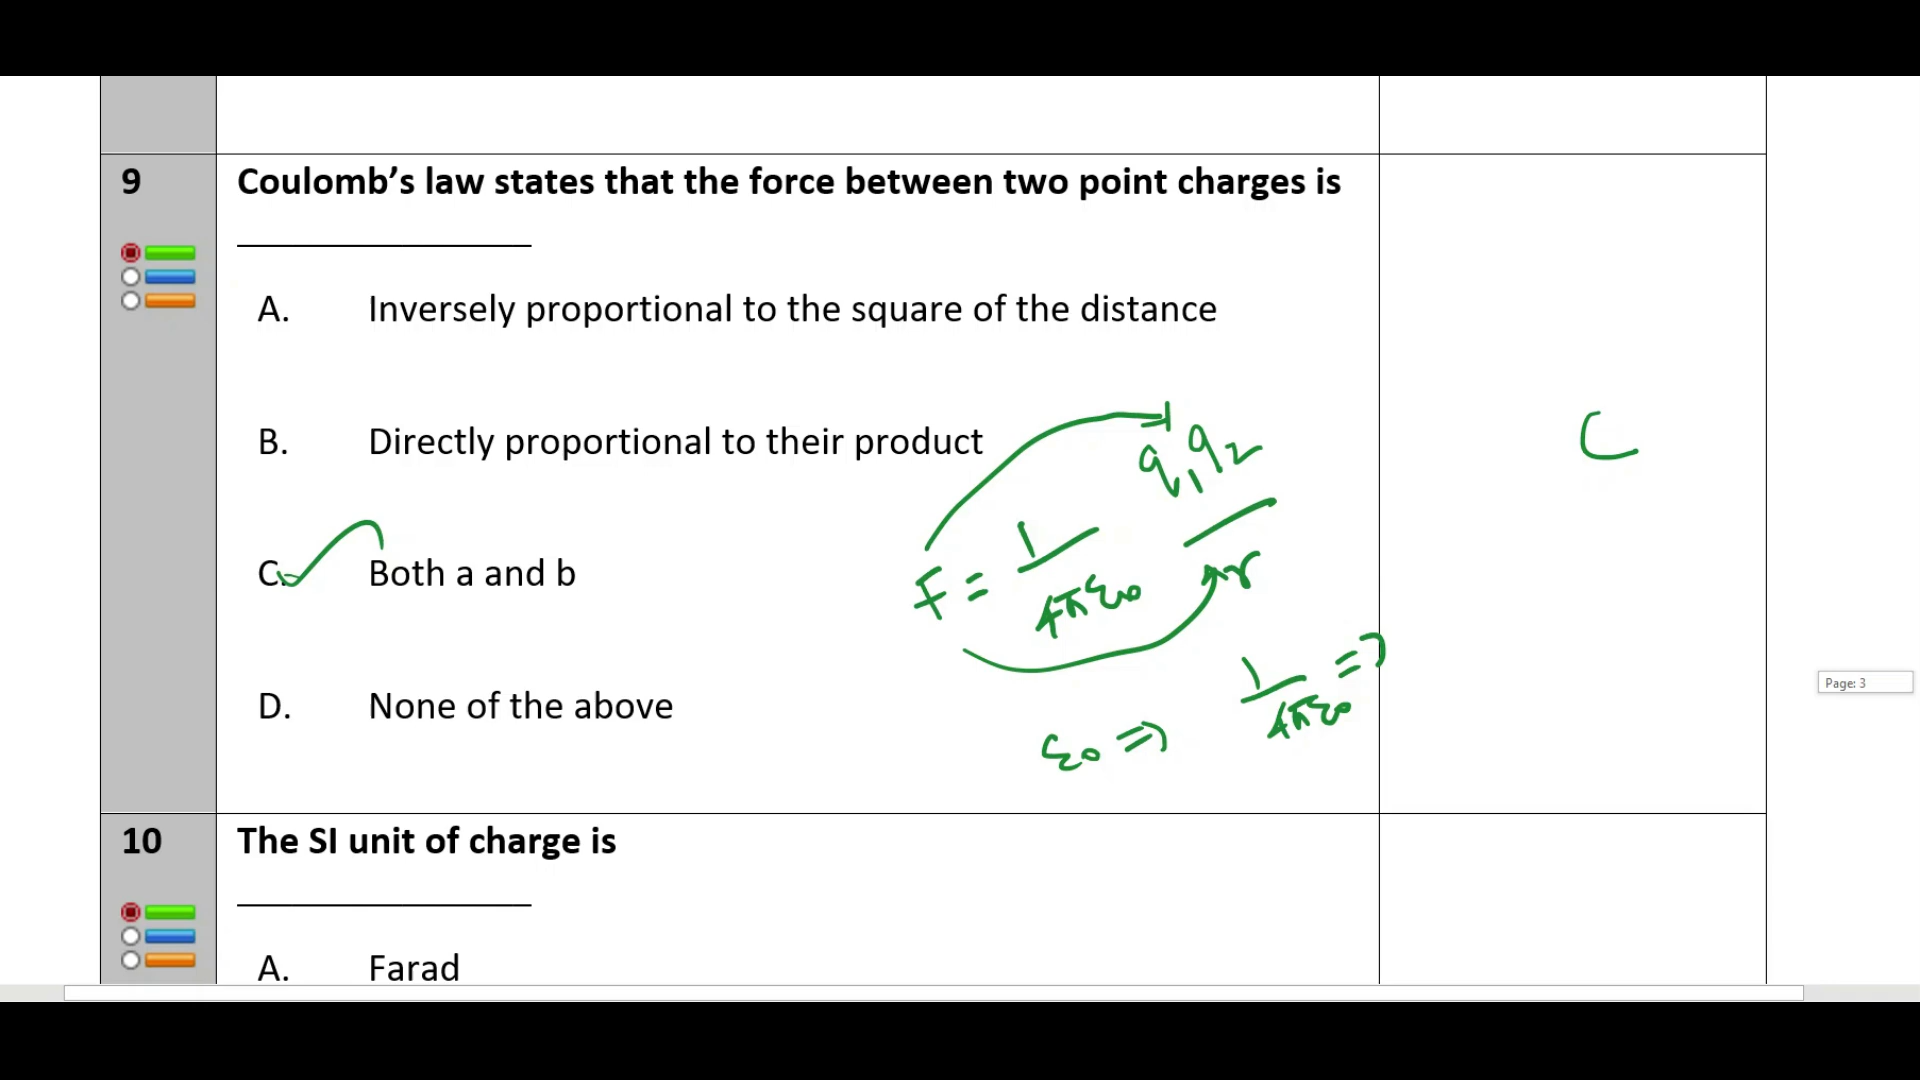 9
Coulomb’s law states that the force between two point charges is
________________
A. Inversely proportional to the square of the distance
B. Directly proportional to their product
C. Both a and b
D. None of the above
C
F = 1/4πε0 q1q2/r
1/4πε0 =>
ε0 =>
Page: 3
10
The SI unit of charge is
________________
A. Farad